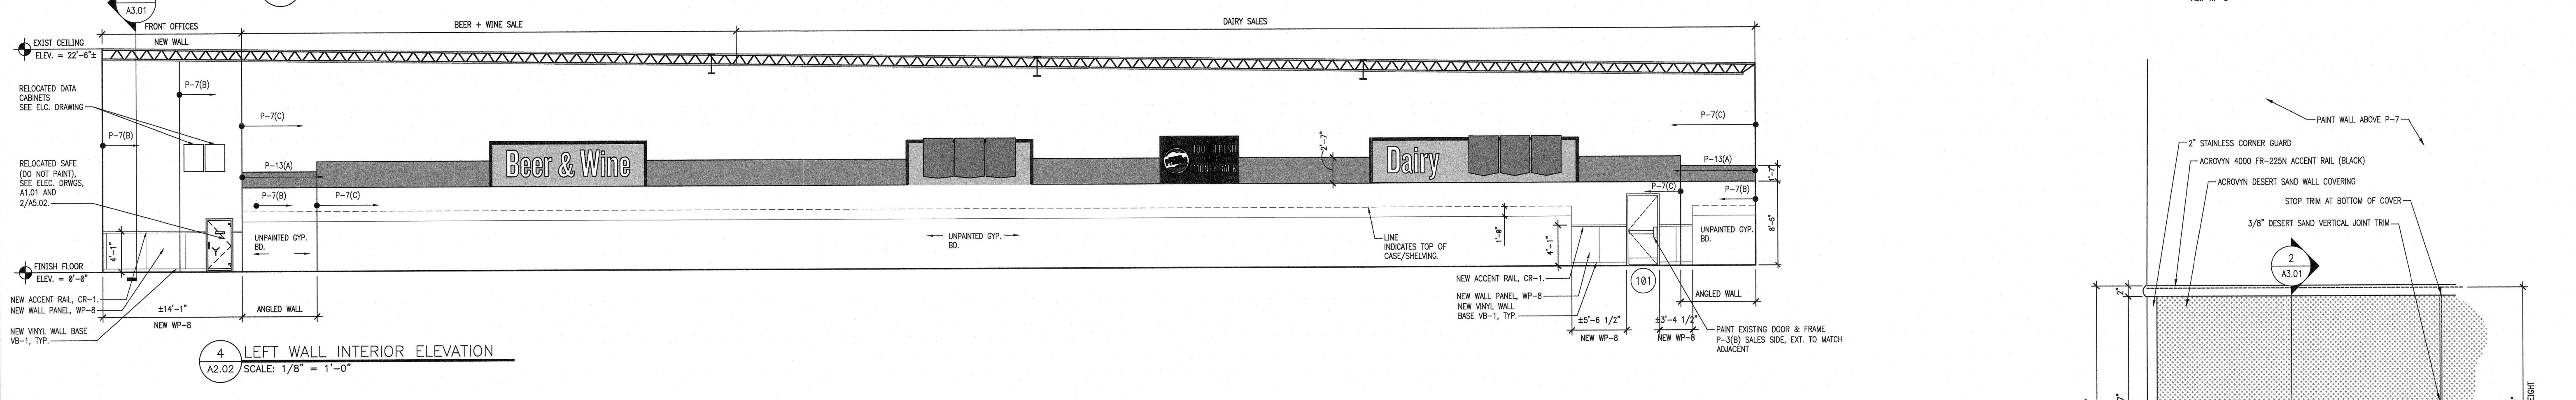 A3.01
FRONT OFFICES
BEER + WINE SALE
DAIRY SALES
EXIST CEILING
ELEV. = 22'-6"±
NEW WALL
RELOCATED DATA
CABINETS
SEE ELC. DRAWING
P-7(B)
P-7(B)
P-7(C)
P-7(C)
RELOCATED SAFE
(DO NOT PAINT),
SEE ELEC. DRWGS,
A1.01 AND
2/A5.02.
P-13(A)
P-7(B)
P-7(C)
Beer & Wine
100% FRESH
MONEY BACK
2'-7"
Dairy
P-13(A)
1'-7"
P-7(C)
P-7(B)
4'-1"
UNPAINTED GYP.
BD.
UNPAINTED GYP.
BD.
LINE
INDICATES TOP OF
CASE/SHELVING.
1'-8"
4'-1"
UNPAINTED GYP.
BD.
8'-5"
FINISH FLOOR
ELEV. = 0'-0"
NEW ACCENT RAIL, CR-1.
NEW WALL PANEL, WP-8
NEW VINYL WALL BASE
VB-1, TYP.
±14'-1"
NEW WP-8
ANGLED WALL
NEW ACCENT RAIL, CR-1.
NEW WALL PANEL, WP-8
NEW VINYL WALL
BASE VB-1, TYP.
101
±5'-6 1/2"
NEW WP-8
±3'-4 1/2"
NEW WP-8
ANGLED WALL
PAINT EXISTING DOOR & FRAME
P-3(B) SALES SIDE, EXT. TO MATCH
ADJACENT
4
A2.02
LEFT WALL INTERIOR ELEVATION
SCALE: 1/8" = 1'-0"
PAINT WALL ABOVE P-7
2" STAINLESS CORNER GUARD
ACROVYN 4000 FR-225N ACCENT RAIL (BLACK)
ACROVYN DESERT SAND WALL COVERING
STOP TRIM AT BOTTOM OF COVER
3/8" DESERT SAND VERTICAL JOINT TRIM
2
A3.01
2"